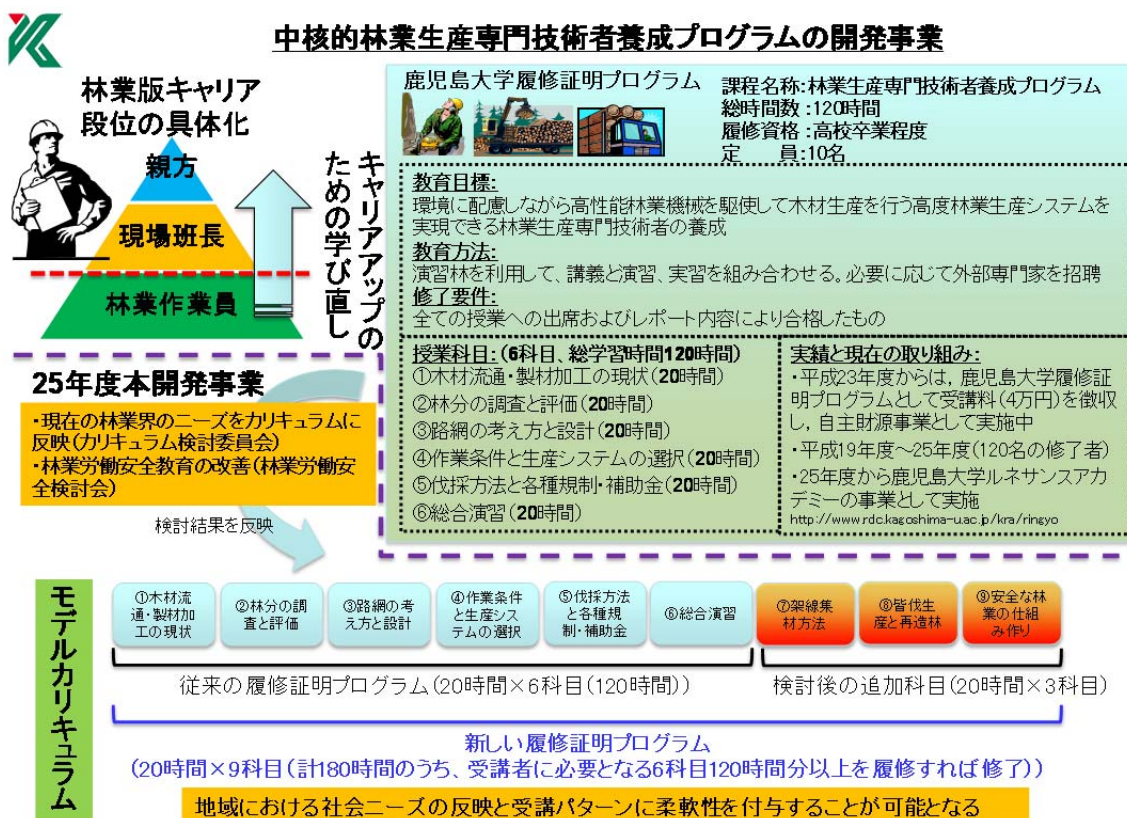 中核的林業生産専門技術者養成プログラムの開発事業
林業版キャリア
段位の具体化
親方
現場班長
林業作業員
キャリアアップの
ための学び直し
鹿児島大学履修証明プログラム
課程名称:林業生産専門技術者養成プログラム
総時間数:120時間
履修資格:高校卒業程度
定　　員:10名
教育目標:
環境に配慮しながら高性能林業機械を駆使して木材生産を行う高度林業生産システムを
実現できる林業生産専門技術者の養成
教育方法:
演習林を利用して、講義と演習、実習を組み合わせる。必要に応じて外部専門家を招聘
修了要件:
全ての授業への出席およびレポート内容により合格したもの
授業科目:(6科目、総学習時間120時間)
①木材流通・製材加工の現状(20時間)
②林分の調査と評価(20時間)
③路網の考え方と設計(20時間)
④作業条件と生産システムの選択(20時間)
⑤伐採方法と各種規制・補助金(20時間)
⑥総合演習(20時間)
実績と現在の取り組み:
・平成23年度からは，鹿児島大学履修証
明プログラムとして受講料(4万円)を徴収
し，自主財源事業として実施中
・平成19年度～25年度(120名の修了者)
・25年度から鹿児島大学ルネサンスアカ
デミーの事業として実施
http://www.rdc.kagoshima-u.ac.jp/kra/ringyo
25年度本開発事業
・現在の林業界のニーズをカリキュラムに
反映(カリキュラム検討委員会)
・林業労働安全教育の改善(林業労働安
全検討会)
検討結果を反映
モデルカリキュラム
①木材流
通・製材加
工の現状
②林分の調
査と評価
③路網の考
え方と設計
④作業条件
と生産シス
テムの選択
⑤伐採方法
と各種規
制・補助金
⑥総合演習
⑦架線集
材方法
⑧皆伐生
産と再造林
⑨安全な林
業の仕組
み作り
従来の履修証明プログラム(20時間×6科目(120時間))
検討後の追加科目(20時間×3科目)
新しい履修証明プログラム
(20時間×9科目(計180時間のうち、受講者に必要となる6科目120時間分以上を履修すれば修了))
地域における社会ニーズの反映と受講パターンに柔軟性を付与することが可能となる